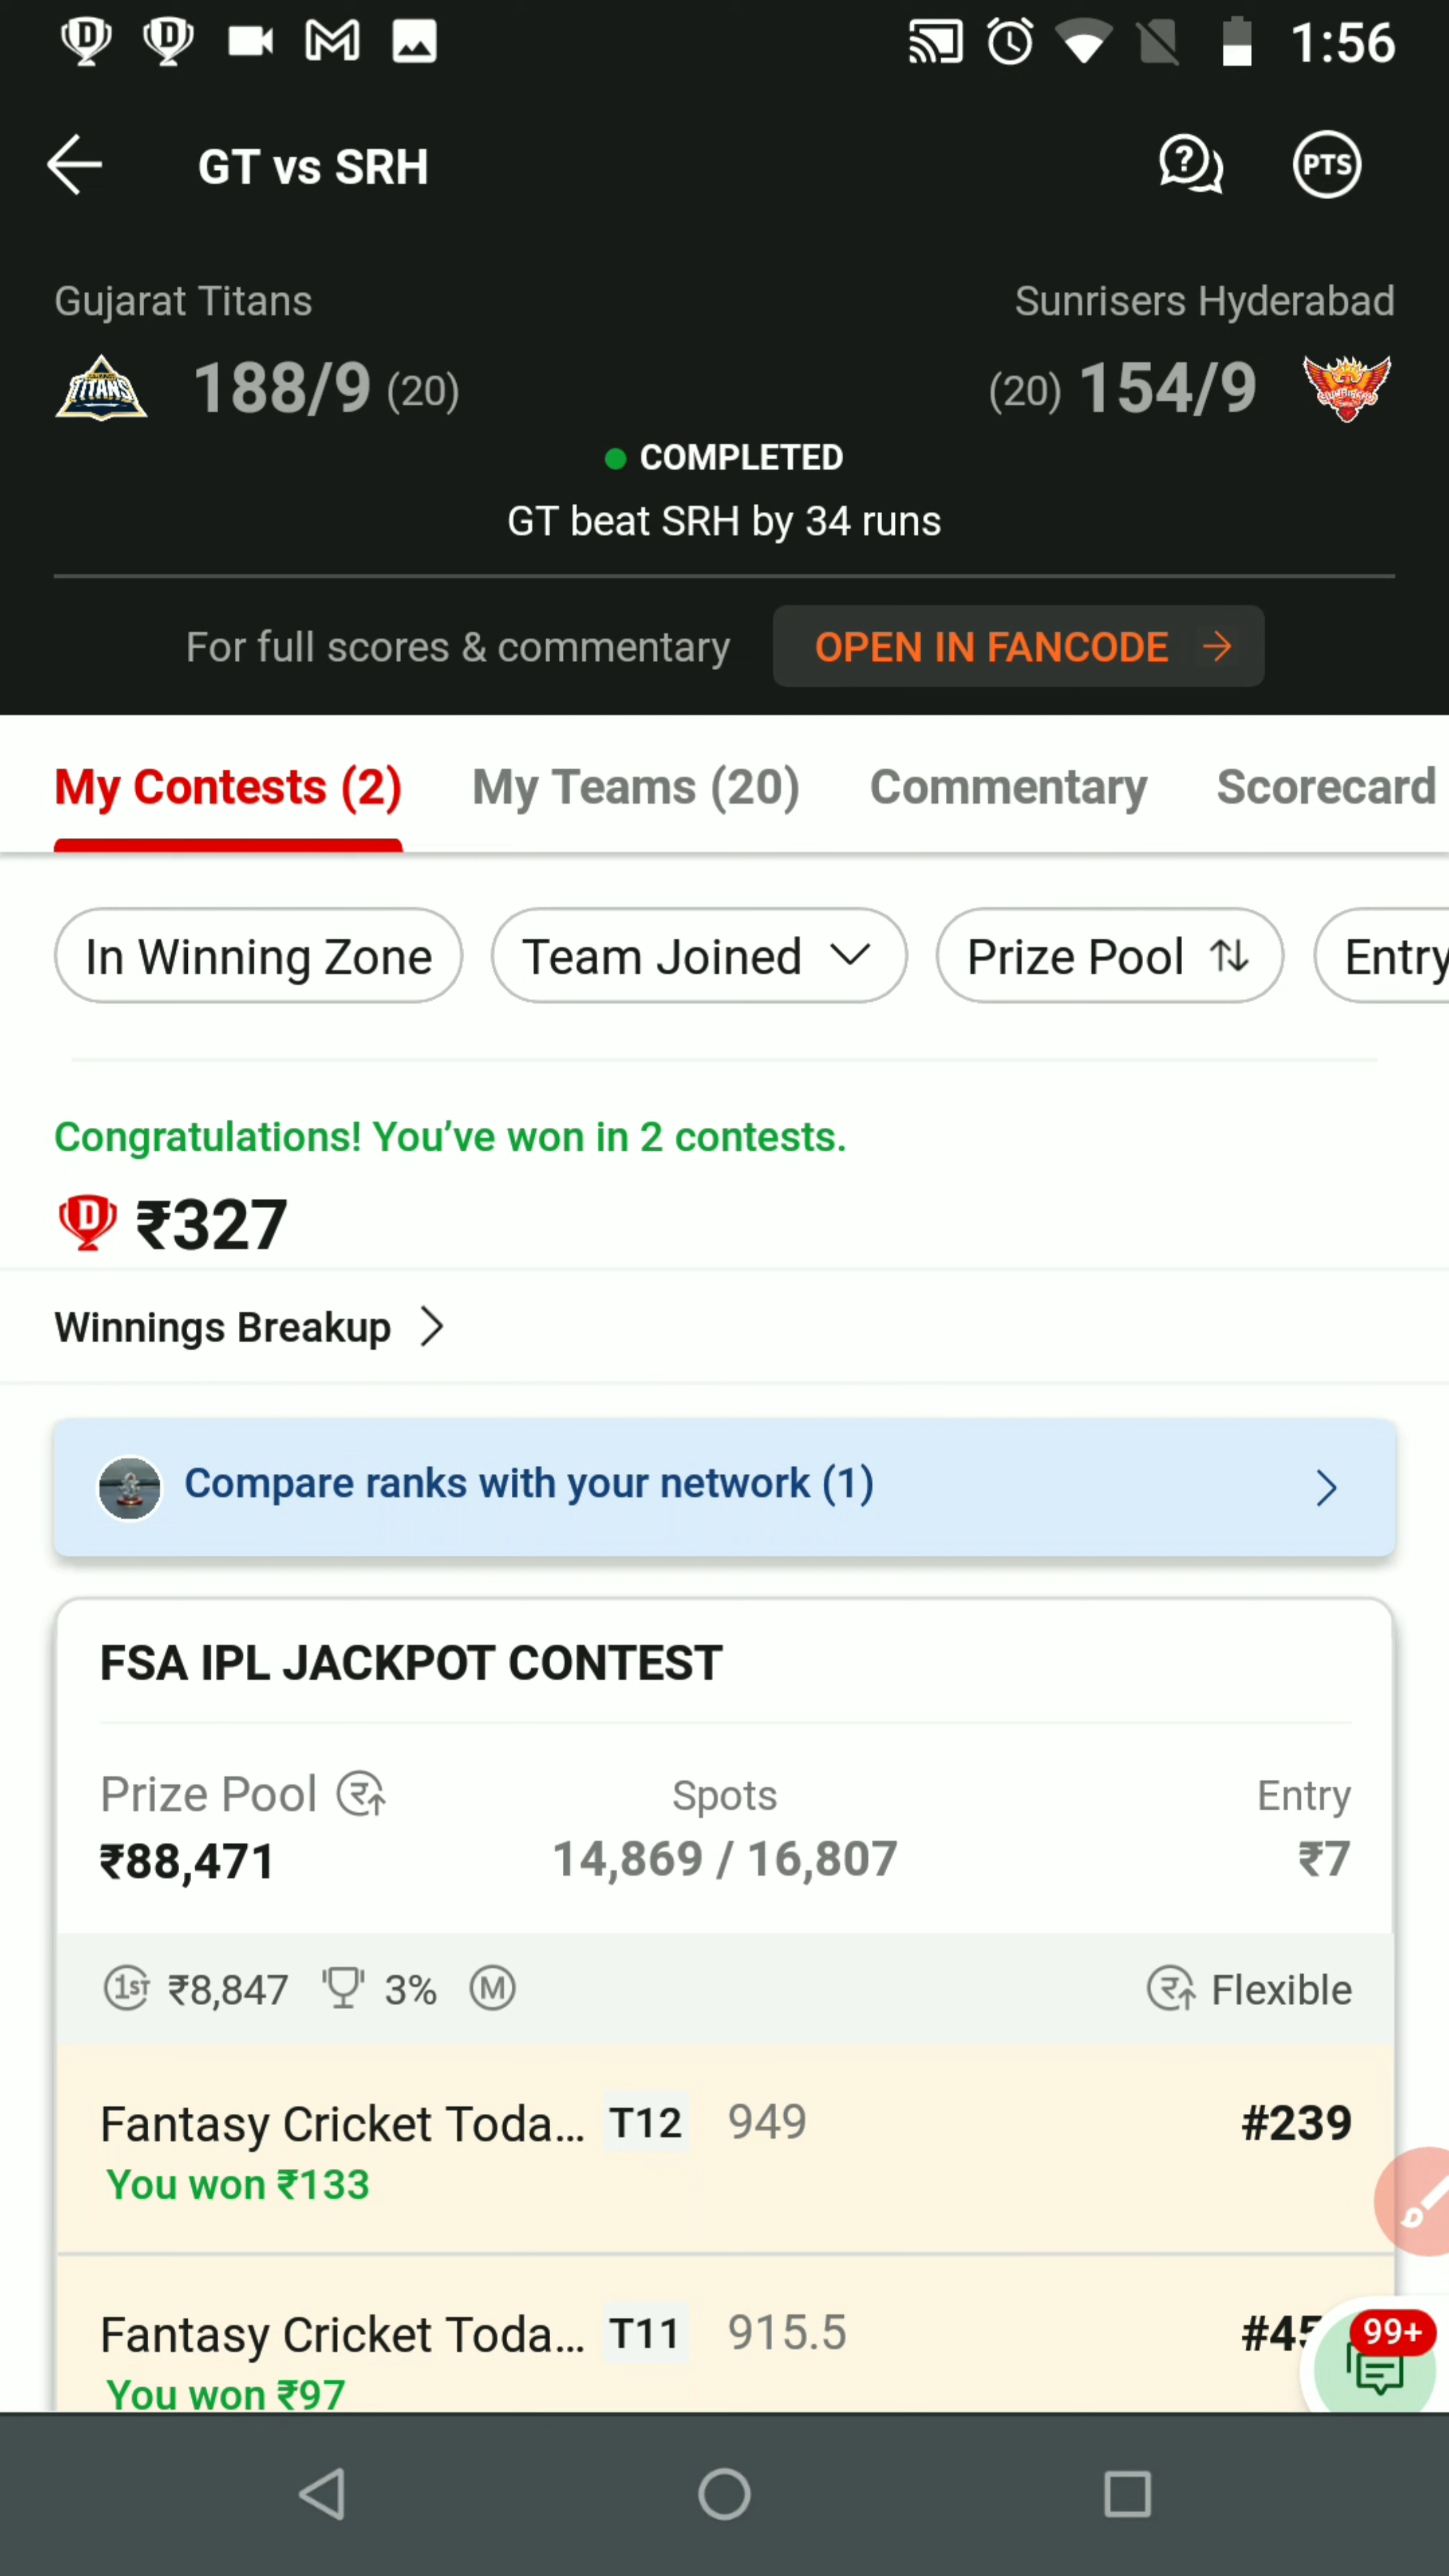 1:56
GT vs SRH
PTS
Gujarat Titans
Sunrisers Hyderabad
188/9 (20)
(20) 154/9
COMPLETED
GT beat SRH by 34 runs
For full scores & commentary
OPEN IN FANCODE
My Contests (2)
My Teams (20)
Commentary
Scorecard
In Winning Zone
Team Joined
Prize Pool
Entry
Congratulations! You’ve won in 2 contests.
D ₹327
Winnings Breakup
Compare ranks with your network (1)
FSA IPL JACKPOT CONTEST
Prize Pool
Spots
Entry
₹88,471
14,869 / 16,807
₹7
1ST ₹8,847 3% M
Flexible
Fantasy Cricket Toda... T12 949 #239
You won ₹133
Fantasy Cricket Toda... T11 915.5
99+
You won ₹97